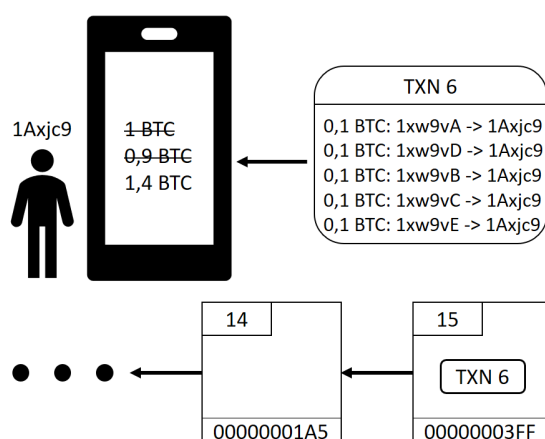 1Axjc9
1 BTC
0,9 BTC
1,4 BTC
TXN 6
0,1 BTC: 1xw9vA -> 1Axjc9
0,1 BTC: 1xw9vD -> 1Axjc9
0,1 BTC: 1xw9vB -> 1Axjc9
0,1 BTC: 1xw9vC -> 1Axjc9
0,1 BTC: 1xw9vE -> 1Axjc9
14
00000001A5
15
TXN 6
00000003FF